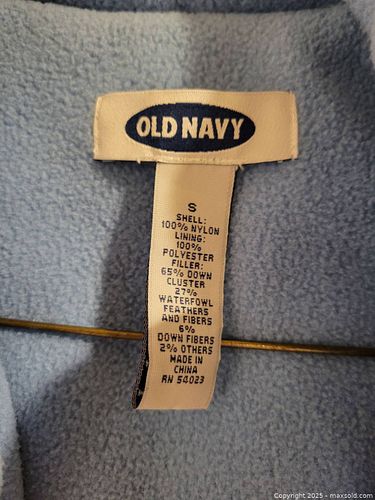 OLD NAVY
S
SHELL:
100% NYLON
LINING:
100%
POLYESTER
FILLER:
65% DOWN
CLUSTER
27%
WATERFOWL
FEATHERS
AND FIBERS
6%
DOWN FIBERS
2% OTHERS
MADE IN
CHINA
RN 54023
Copyright 2025 - maxsold.com